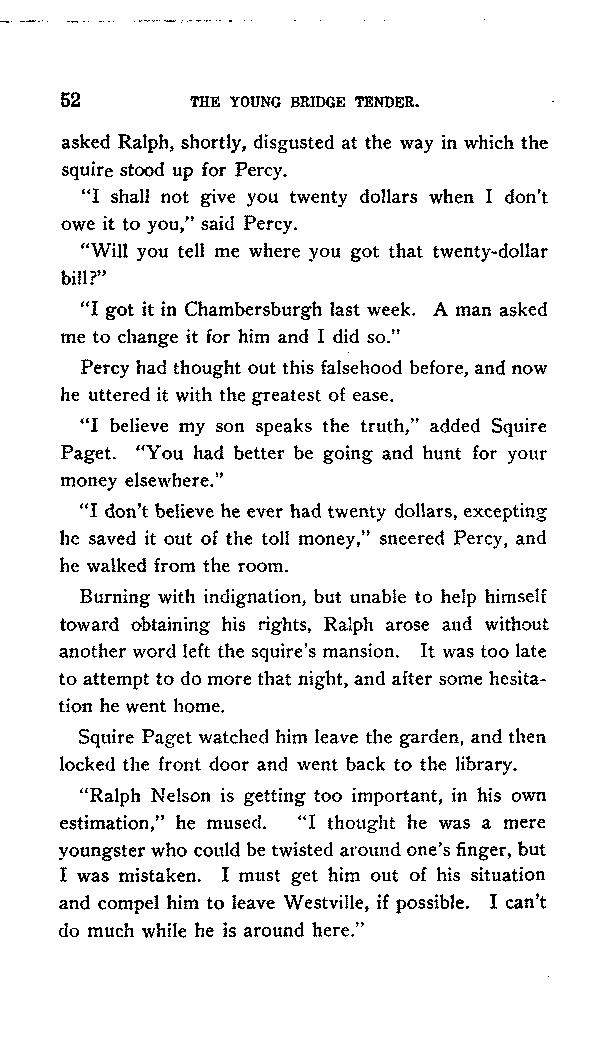 52 THE YOUNG BRIDGE TENDER.
asked Ralph, shortly, disgusted at the way in which the
squire stood up for Percy.
"I shall not give you twenty dollars when I don't
owe it to you," said Percy.
"Will you tell me where you got that twenty-dollar
bill?"
"I got it in Chambersburgh last week. A man asked
me to change it for him and I did so."
Percy had thought out this falsehood before, and now
he uttered it with the greatest of ease.
"I believe my son speaks the truth," added Squire
Paget. "You had better be going and hunt for your
money elsewhere."
"I don't believe he ever had twenty dollars, excepting
he saved it out of the toll money," sneered Percy, and
he walked from the room.
Burning with indignation, but unable to help himself
toward obtaining his rights, Ralph arose and without
another word left the squire's mansion. It was too late
to attempt to do more that night, and after some hesita-
tion he went home.
Squire Paget watched him leave the garden, and then
locked the front door and went back to the library.
"Ralph Nelson is getting too important, in his own
estimation," he mused. "I thought he was a mere
youngster who could be twisted around one's finger, but
I was mistaken. I must get him out of his situation
and compel him to leave Westville, if possible. I can't
do much while he is around here."